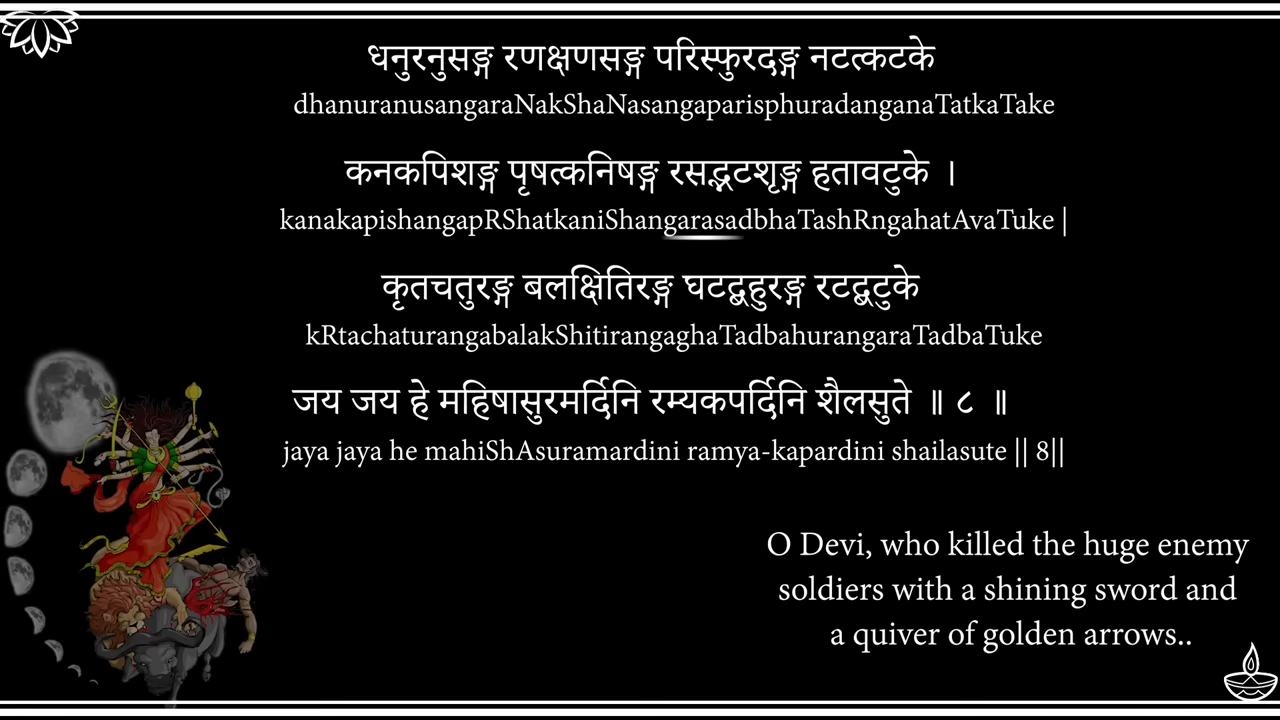 धनुरनुसङ्ग रणक्षणसङ्ग परिस्फुरदङ्ग नटत्कटके
dhanuranusangaraNakShaNasangaparisphuradanganaTatkaTake
कनकपिशङ्ग पृषत्कनिषङ्ग रसद्भटशृङ्ग हतावटुके ।
kanakapishangapRShatkaniShangarasadbhaTashRngahatAvaTuke |
कृतचतुरङ्ग बलक्षितिरङ्ग घटद्बहुरङ्ग रटद्बटुके
kRtachaturangabalakShitirangaghaTadbahurangaraTadbaTuke
जय जय हे महिषासुरमर्दिनि रम्यकपर्दिनि शैलसुते ॥ ८ ॥
jaya jaya he mahiShAsuramardini ramya-kapardini shailasute || 8||
O Devi, who killed the huge enemy
soldiers with a shining sword and
a quiver of golden arrows..